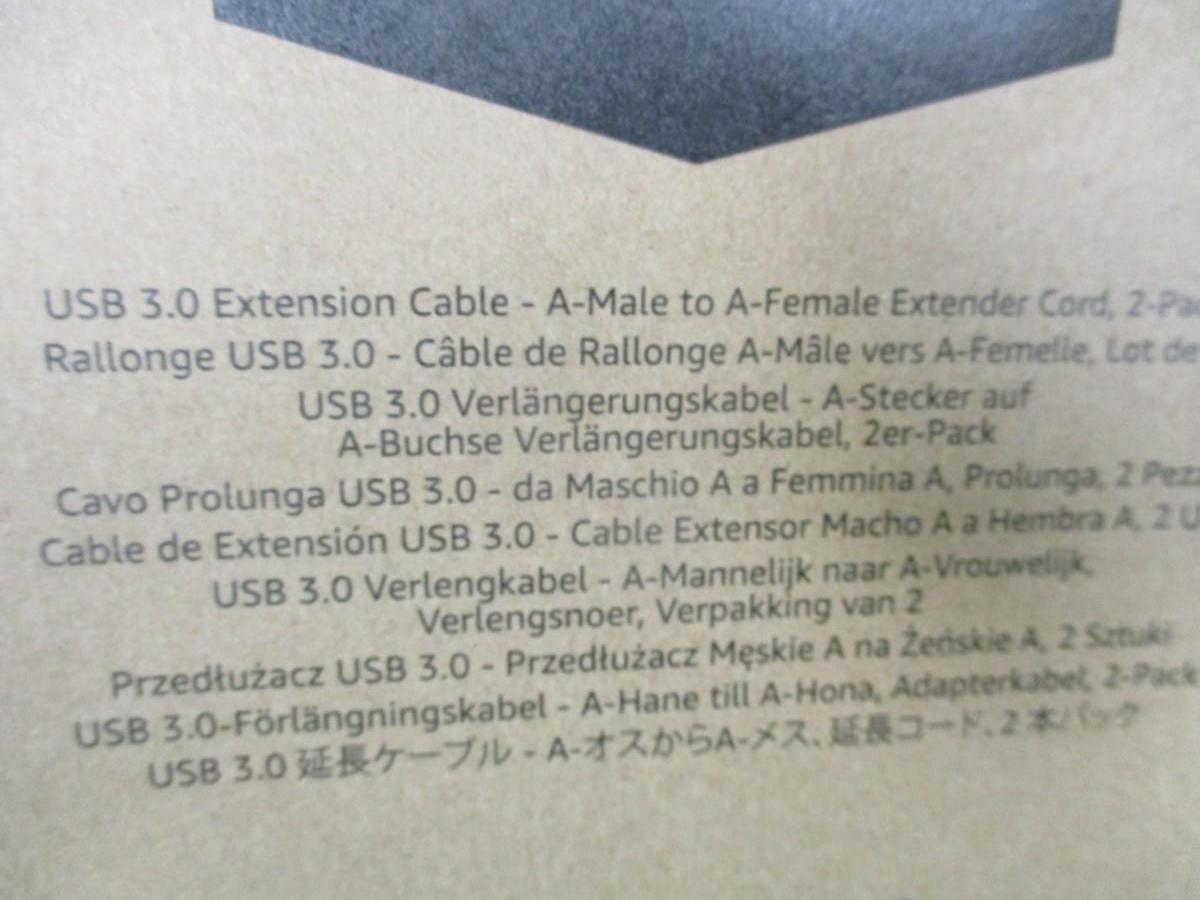 USB 3.0 Extension Cable - A-Male to A-Female Extender Cord, 2-Pa
Rallonge USB 3.0 - Câble de Rallonge A-Mâle vers A-Femelle, Lot de
USB 3.0 Verlängerungskabel - A-Stecker auf
A-Buchse Verlängerungskabel, 2er-Pack
Cavo Prolunga USB 3.0 - da Maschio A a Femmina A, Prolunga, 2 Pez
Cable de Extensión USB 3.0 - Cable Extensor Macho A a Hembra A, 2 U
USB 3.0 Verlengkabel - A-Mannelijk naar A-Vrouwelijk,
Verlengsnoer, Verpakking van 2
Przedłużacz USB 3.0 - Przedłużacz Męskie A na Żeńskie A, 2 Sztuki
USB 3.0-Förlängningskabel - A-Hane till A-Hona, Adapterkabel, 2-Pack
USB 3.0 延長ケーブル - A-オスからA-メス、延長コード、2 本パック